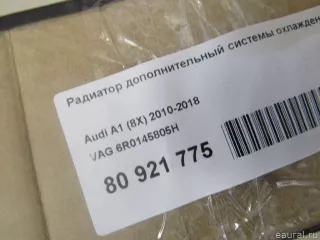 Радиатор дополнительный системы охлажден
Audi A1 (8X) 2010-2018
VAG 6R0145805H
80 921 775
eaural.ru